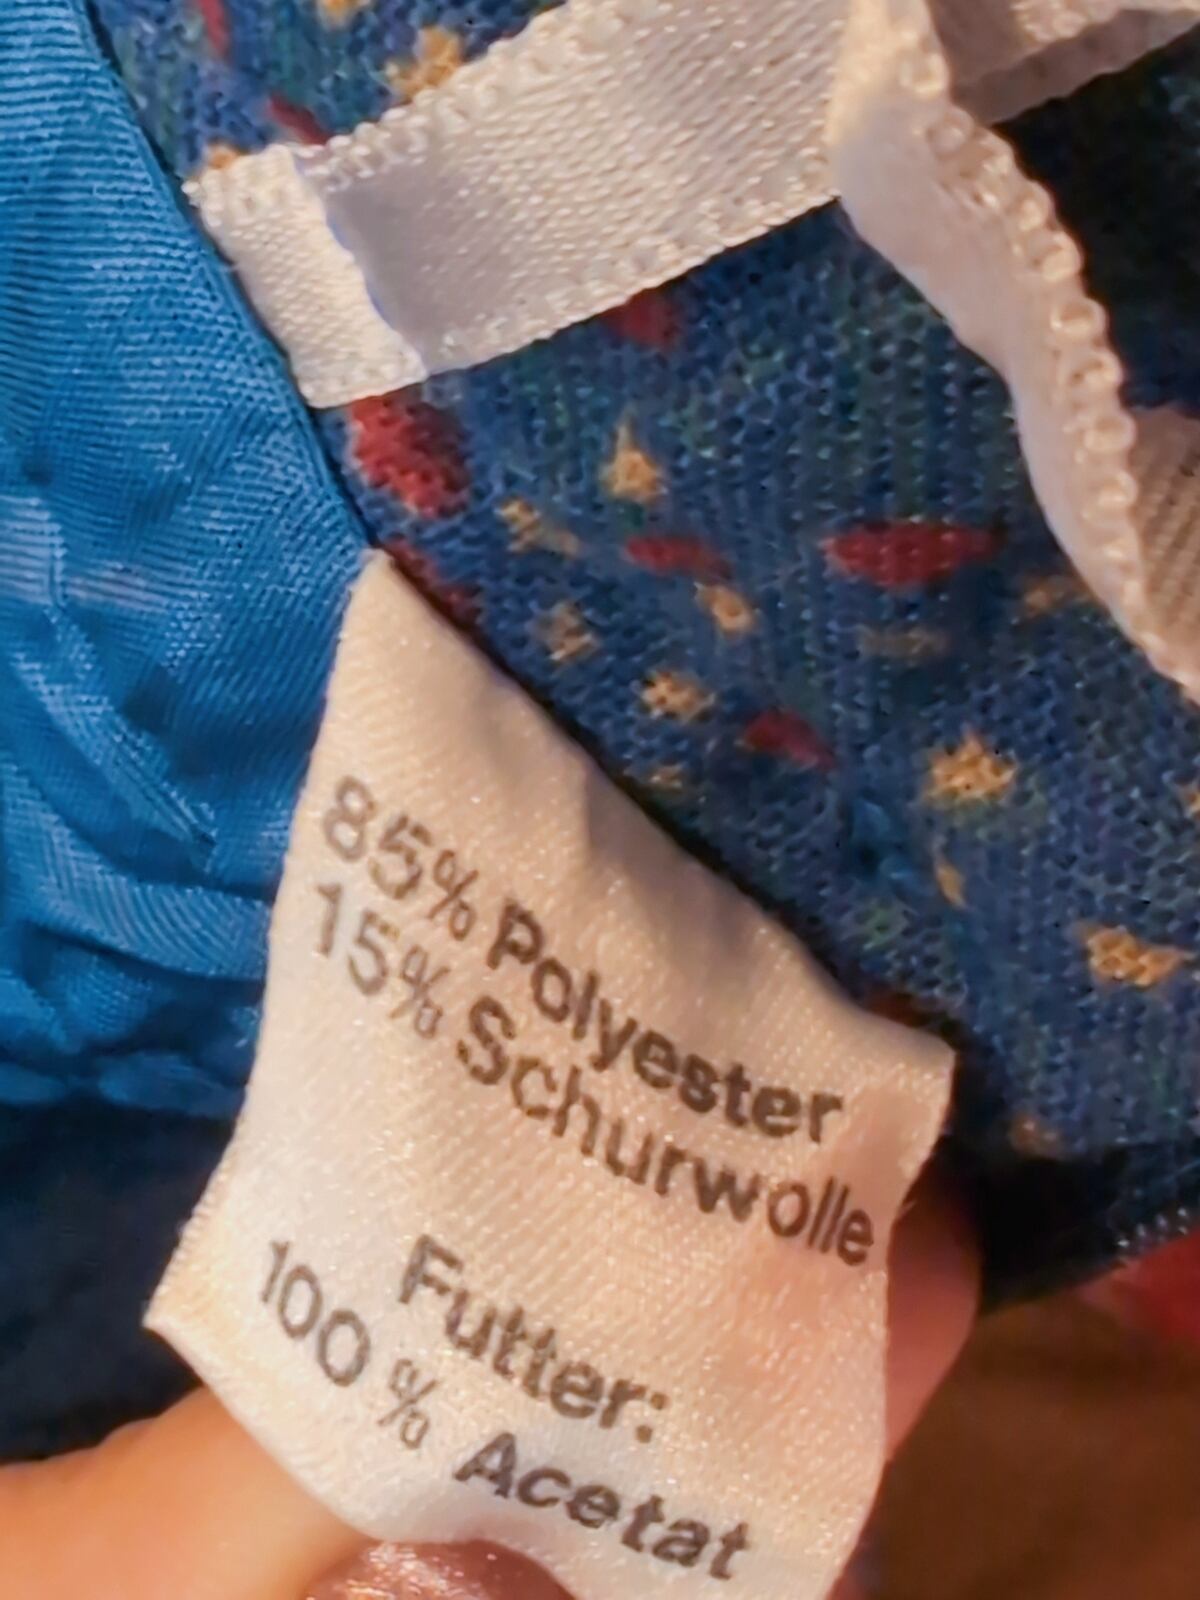 85% Polyester
15% Schurwolle
Futter:
100 % Acetat